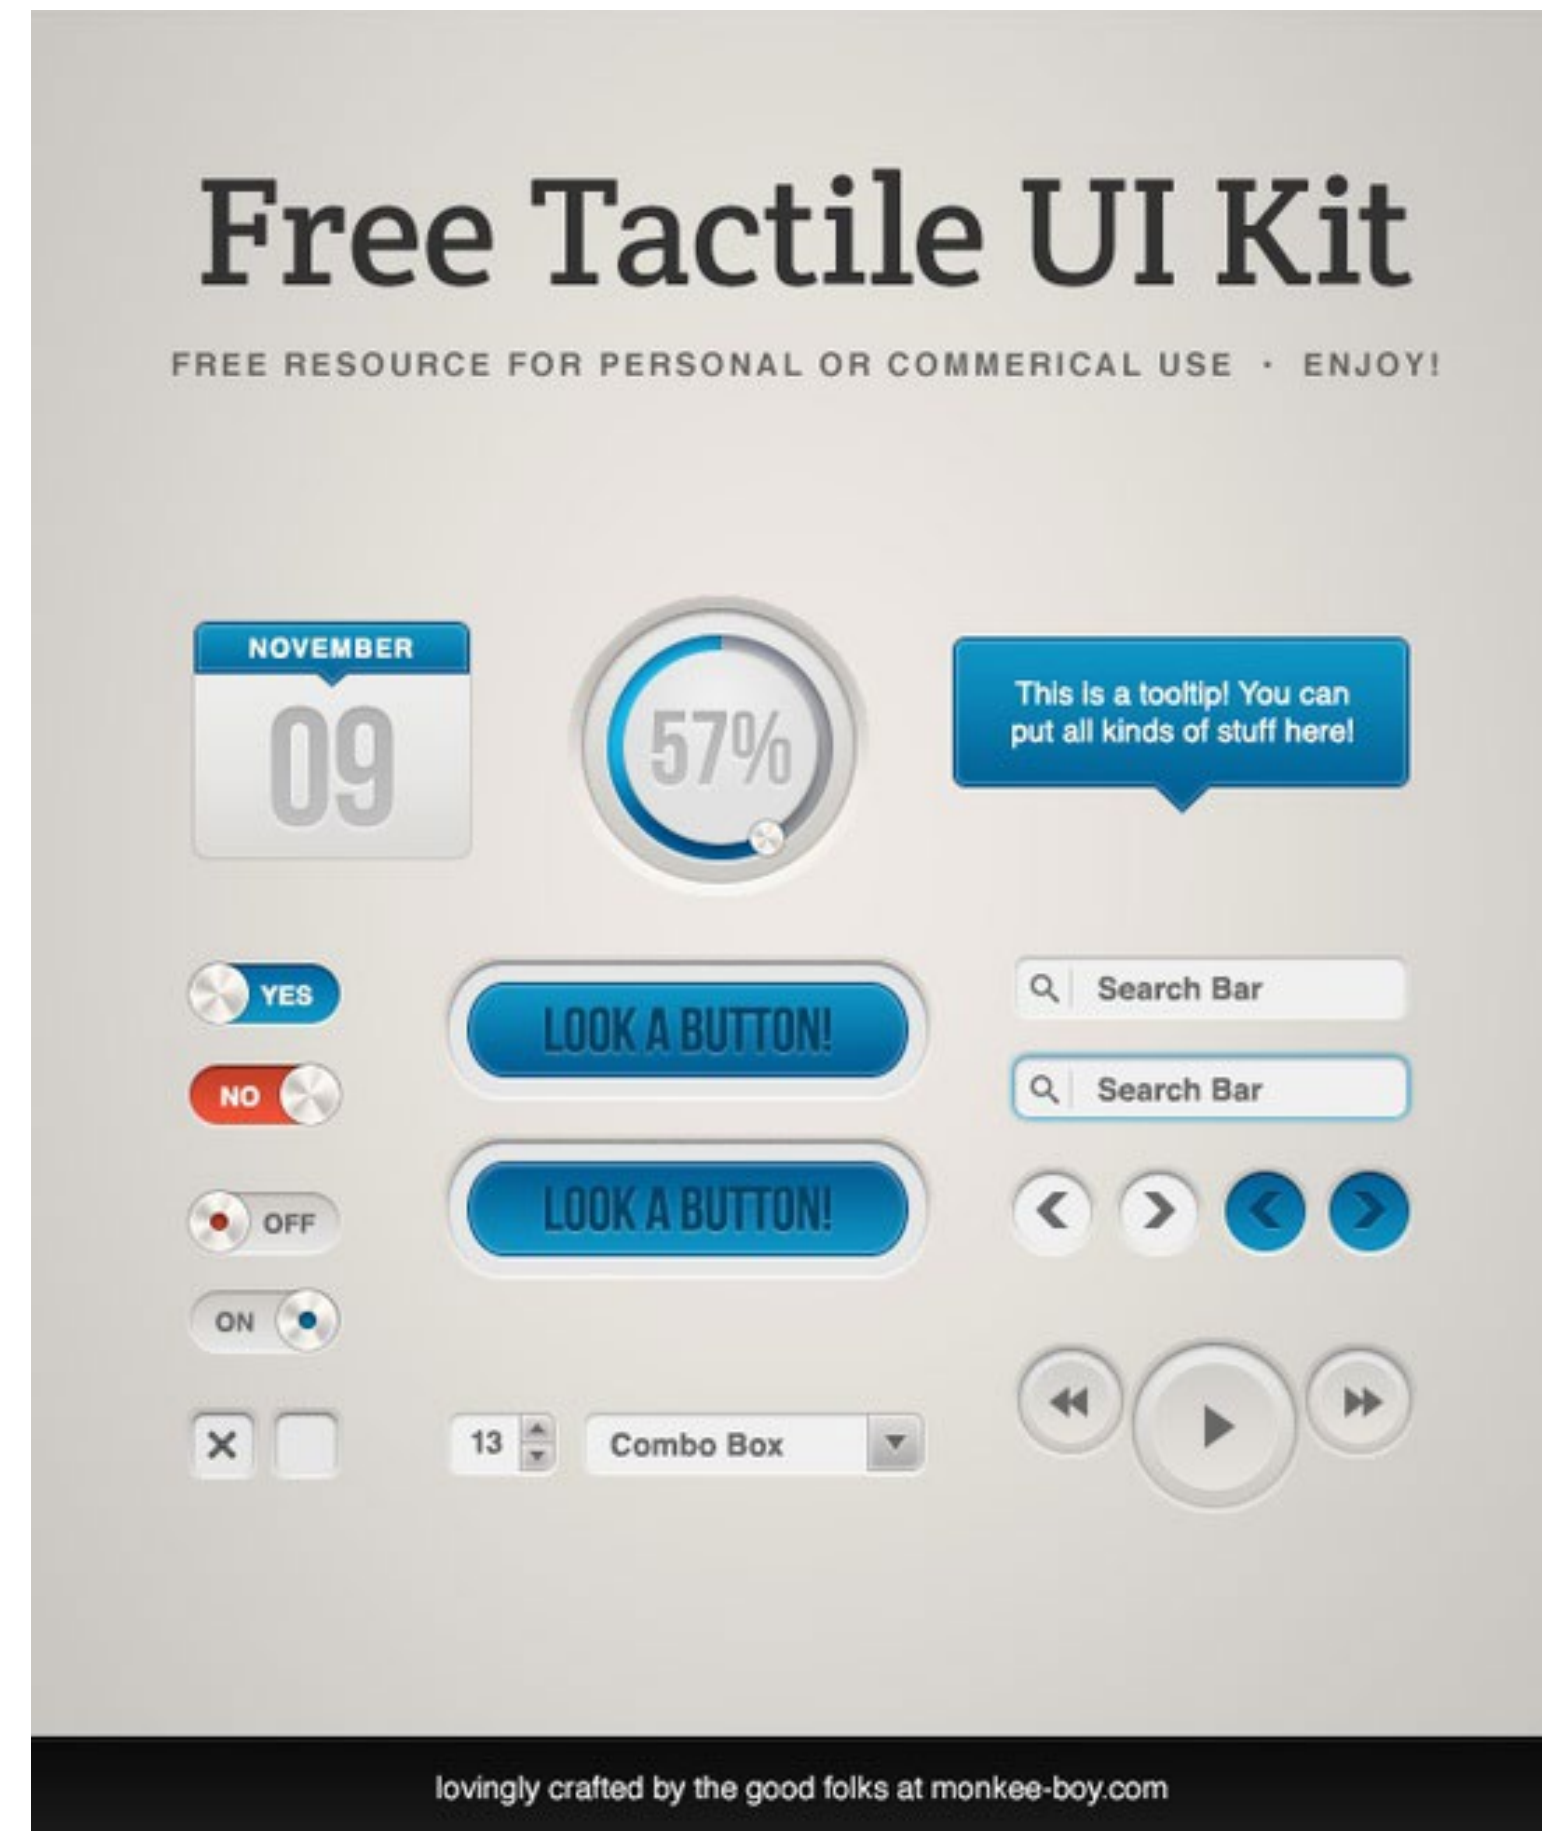 Free Tactile UI Kit
FREE RESOURCE FOR PERSONAL OR COMMERICAL USE · ENJOY!
NOVEMBER
09
57%
This is a tooltip! You can
put all kinds of stuff here!
YES
NO
OFF
ON
LOOK A BUTTON!
LOOK A BUTTON!
Search Bar
Search Bar
13
Combo Box
lovingly crafted by the good folks at monkee-boy.com